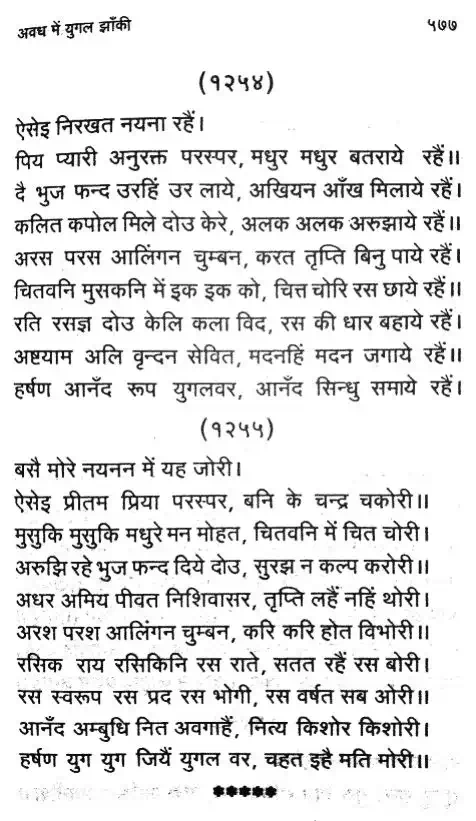 अवध में युगल झाँकी ५७७
(१२५४)
ऐसेइ निरखत नयना रहैं।
पिय प्यारी अनुरक्त परस्पर, मधुर मधुर बतराये रहैं॥
दै भुज फन्द उरहिं उर लाये, अखियन आँख मिलाये रहैं।
कलित कपोल मिले दोउ केरे, अलक अलक अरुझाये रहैं॥
अरस परस आलिंगन चुम्बन, करत तृप्ति बिनु पाये रहैं।
चितवनि मुसकनि में इक इक को, चित्त चोरि रस छाये रहैं॥
रति रसज्ञ दोउ केलि कला विद, रस की धार बहाये रहैं।
अष्टयाम अलि वृन्दन सेवित, मदनहिं मदन जगाये रहैं॥
हर्षण आनँद रूप युगलवर, आनँद सिन्धु समाये रहैं।
(१२५५)
बसै मोरे नयनन में यह जोरी।
ऐसेइ प्रीतम प्रिया परस्पर, बनि के चन्द्र चकोरी॥
मुसुकि मुसुकि मधुरे मन मोहत, चितवनि में चित चोरी।
अरुझि रहे भुज फन्द दिये दोउ, सुरझ न कल्प करोरी॥
अधर अमिय पीवत निशिवासर, तृप्ति लहैं नहिं थोरी।
अरश परश आलिंगन चुम्बन, करि करि होत विभोरी॥
रसिक राय रसिकिनि रस राते, सतत रहैं रस बोरी।
रस स्वरूप रस प्रद रस भोगी, रस वर्षत सब ओरी॥
आनँद अम्बुधि नित अवगाहैं, नित्य किशोर किशोरी।
हर्षण युग युग जियैं युगल वर, चहत इहै मति मोरी॥
*****